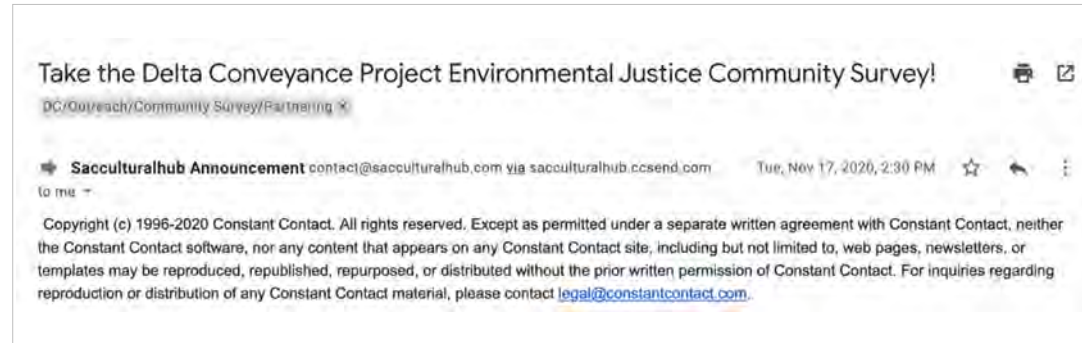 Take the Delta Conveyance Project Environmental Justice Community Survey!
DC/Outreach/Community Survey/Partnering ×
Sacculturalhub Announcement contact@sacculturalhub.com via sacculturalhub.ccsend.com Tue, Nov 17, 2020, 2:30 PM
to me
Copyright (c) 1996-2020 Constant Contact. All rights reserved. Except as permitted under a separate written agreement with Constant Contact, neither
the Constant Contact software, nor any content that appears on any Constant Contact site, including but not limited to, web pages, newsletters, or
templates may be reproduced, republished, repurposed, or distributed without the prior written permission of Constant Contact. For inquiries regarding
reproduction or distribution of any Constant Contact material, please contact legal@constantcontact.com.